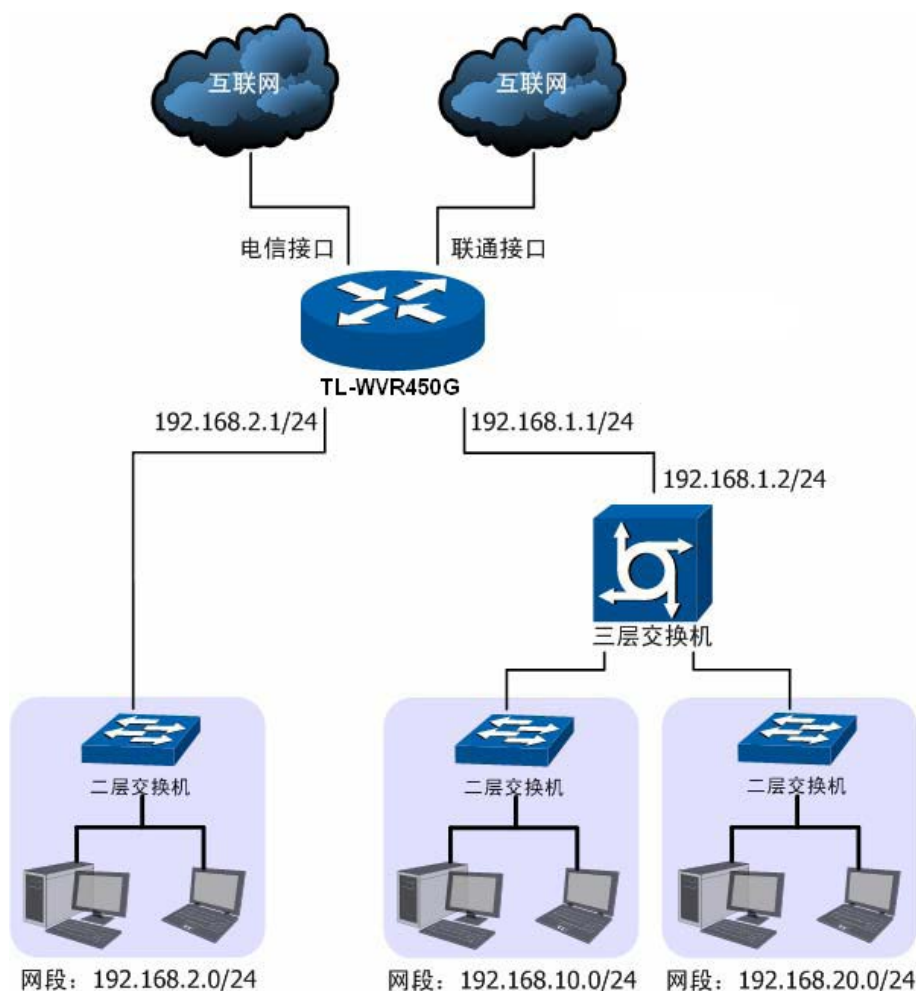 互联网
互联网
电信接口
联通接口
TL-WVR450G
192.168.2.1/24
192.168.1.1/24
192.168.1.2/24
三层交换机
二层交换机
二层交换机
二层交换机
网段：192.168.2.0/24
网段：192.168.10.0/24
网段：192.168.20.0/24